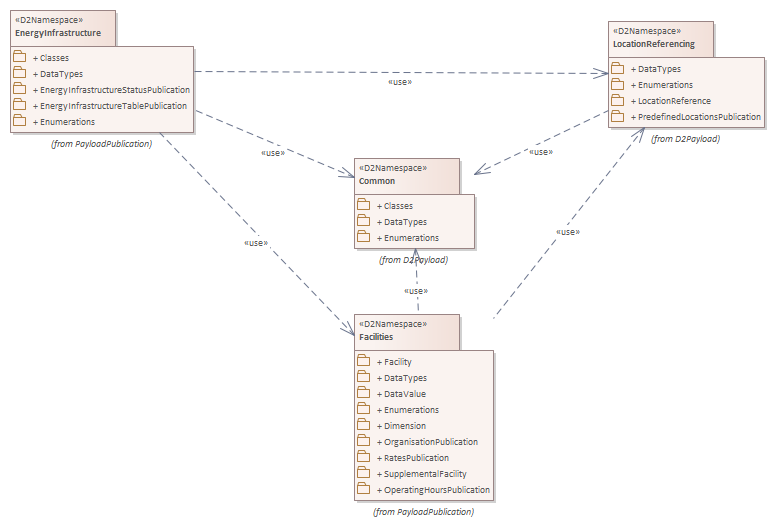 «D2Namespace»
EnergyInfrastructure
+ Classes
+ DataTypes
+ EnergyInfrastructureStatusPublication
+ EnergyInfrastructureTablePublication
+ Enumerations
(from PayloadPublication)
«D2Namespace»
LocationReferencing
+ DataTypes
+ Enumerations
+ LocationReference
+ PredefinedLocationsPublication
(from D2Payload)
«use»
«use»
«use»
«D2Namespace»
Common
+ Classes
+ DataTypes
+ Enumerations
(from D2Payload)
«use»
«use»
«use»
«D2Namespace»
Facilities
+ Facility
+ DataTypes
+ DataValue
+ Enumerations
+ Dimension
+ OrganisationPublication
+ RatesPublication
+ SupplementalFacility
+ OperatingHoursPublication
(from PayloadPublication)